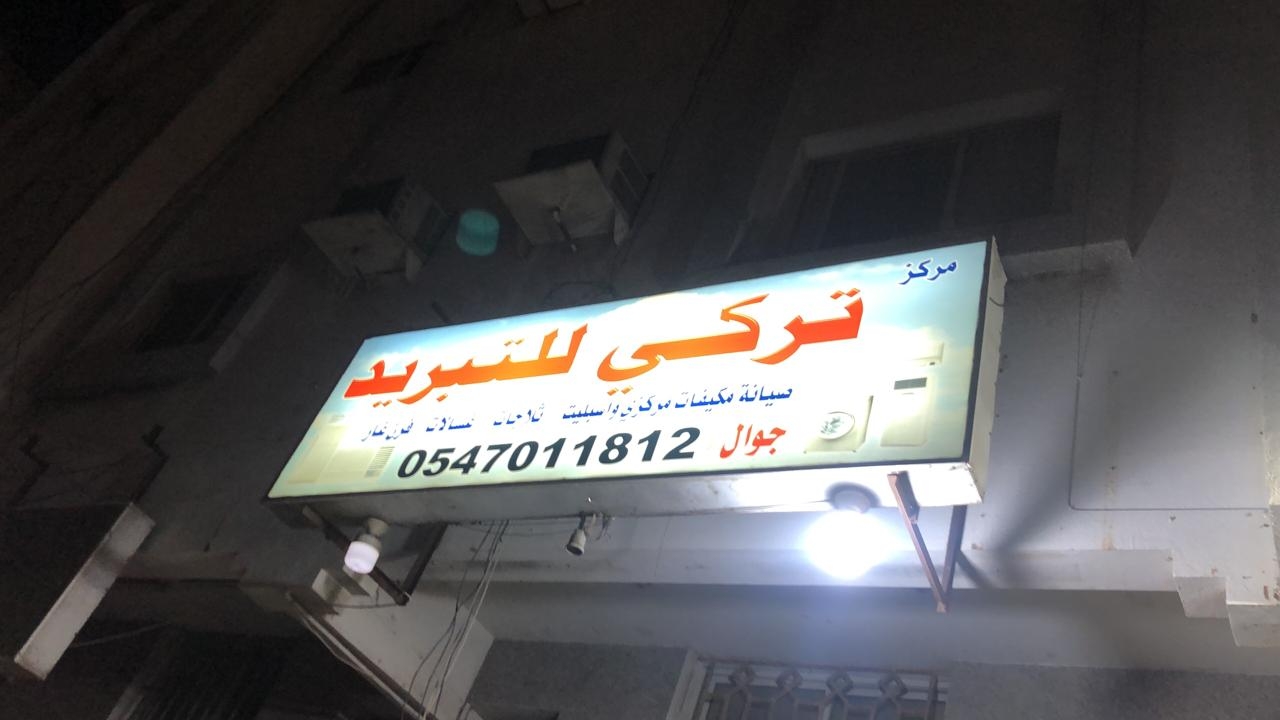 مركز
تركي للتبريد
صيانة مكيفات مركزي واسبليت ثلاجات غسالات
جوال 0547011812